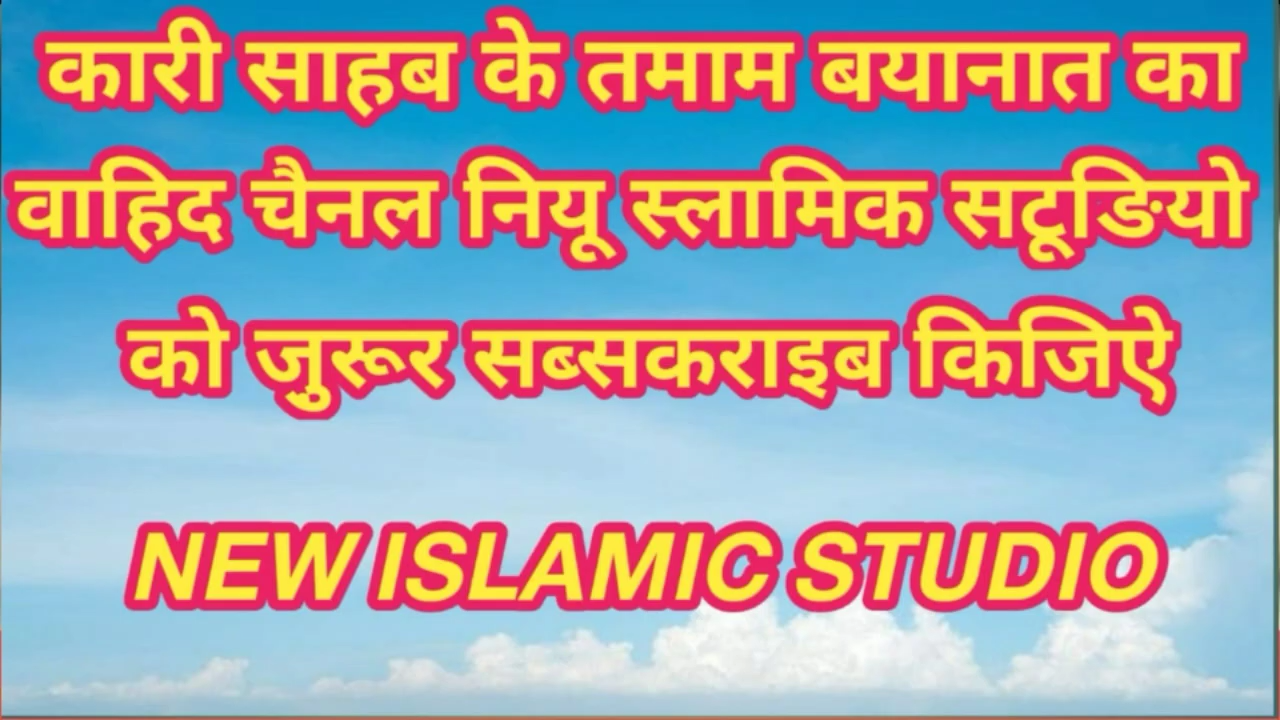 कारी साहब के तमाम बयानात का
वाहिद चैनल नियू स्लामिक सटूङियो
को जुरूर सब्सकराइब किजिऐ
NEW ISLAMIC STUDIO